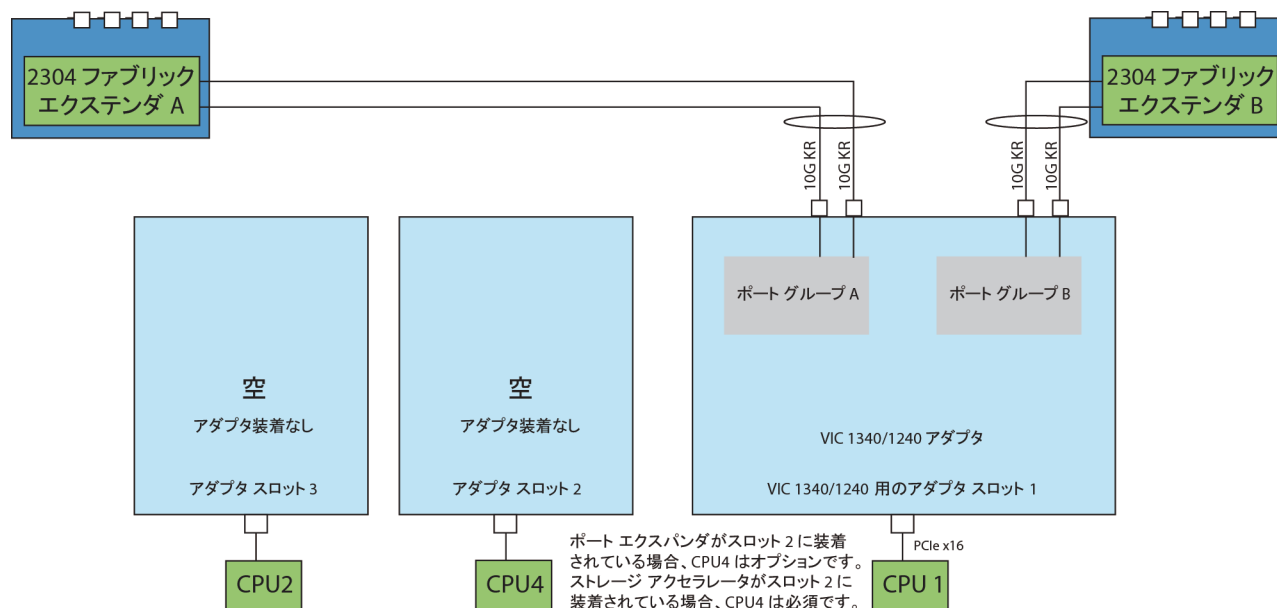 2304 ファブリック
エクステンダ A
2304 ファブリック
エクステンダ B
10G KR
10G KR
10G KR
10G KR
ポート グループ A
ポート グループ B
空
アダプタ装着なし
アダプタ スロット 3
空
アダプタ装着なし
アダプタ スロット 2
VIC 1340/1240 アダプタ
VIC 1340/1240 用のアダプタ スロット 1
ポート エクスパンダがスロット 2 に装着
されている場合、CPU4 はオプションです。
ストレージ アクセラレータがスロット 2 に
装着されている場合、CPU4 は必須です。
PCIe x16
CPU2
CPU4
CPU 1